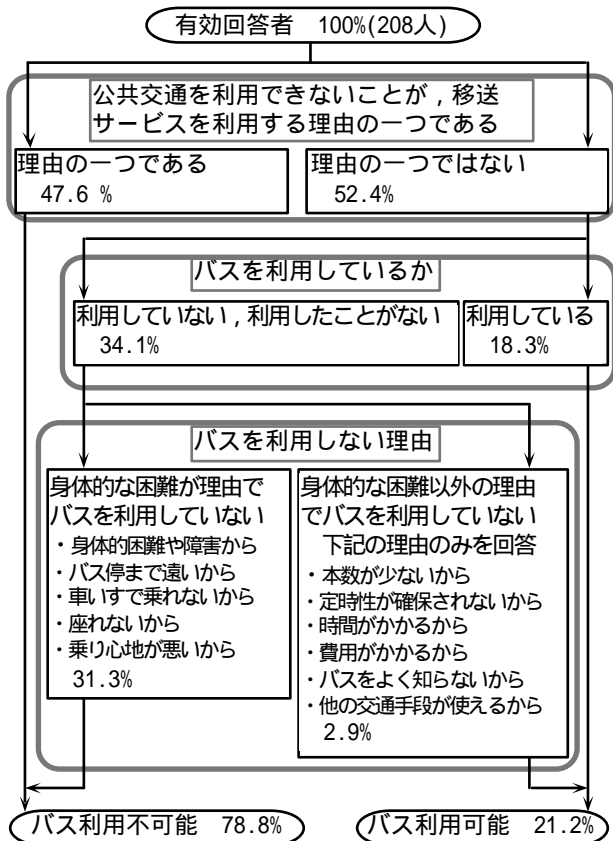 有効回答者 100%(208人)
公共交通を利用できないことが，移送
サービスを利用する理由の一つである
理由の一つである
47.6 %
理由の一つではない
52.4%
バスを利用しているか
利用していない，利用したことがない
34.1%
利用している
18.3%
バスを利用しない理由
身体的な困難が理由で
バスを利用していない
・身体的困難や障害から
・バス停まで遠いから
・車いすで乗れないから
・座れないから
・乗り心地が悪いから
31.3%
身体的な困難以外の理由
でバスを利用していない
下記の理由のみを回答
・本数が少ないから
・定時性が確保されないから
・時間がかかるから
・費用がかかるから
・バスをよく知らないから
・他の交通手段が使えるから
2.9%
バス利用不可能 78.8%
バス利用可能 21.2%